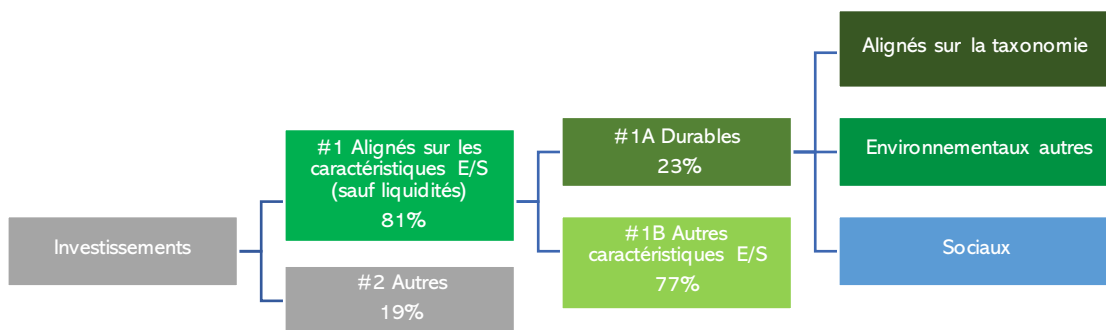 Investissements
#1 Alignés sur les
caractéristiques E/S
(sauf liquidités)
81%
#2 Autres
19%
#1A Durables
23%
#1B Autres
caractéristiques E/S
77%
Alignés sur la taxonomie
Environnementaux autres
Sociaux